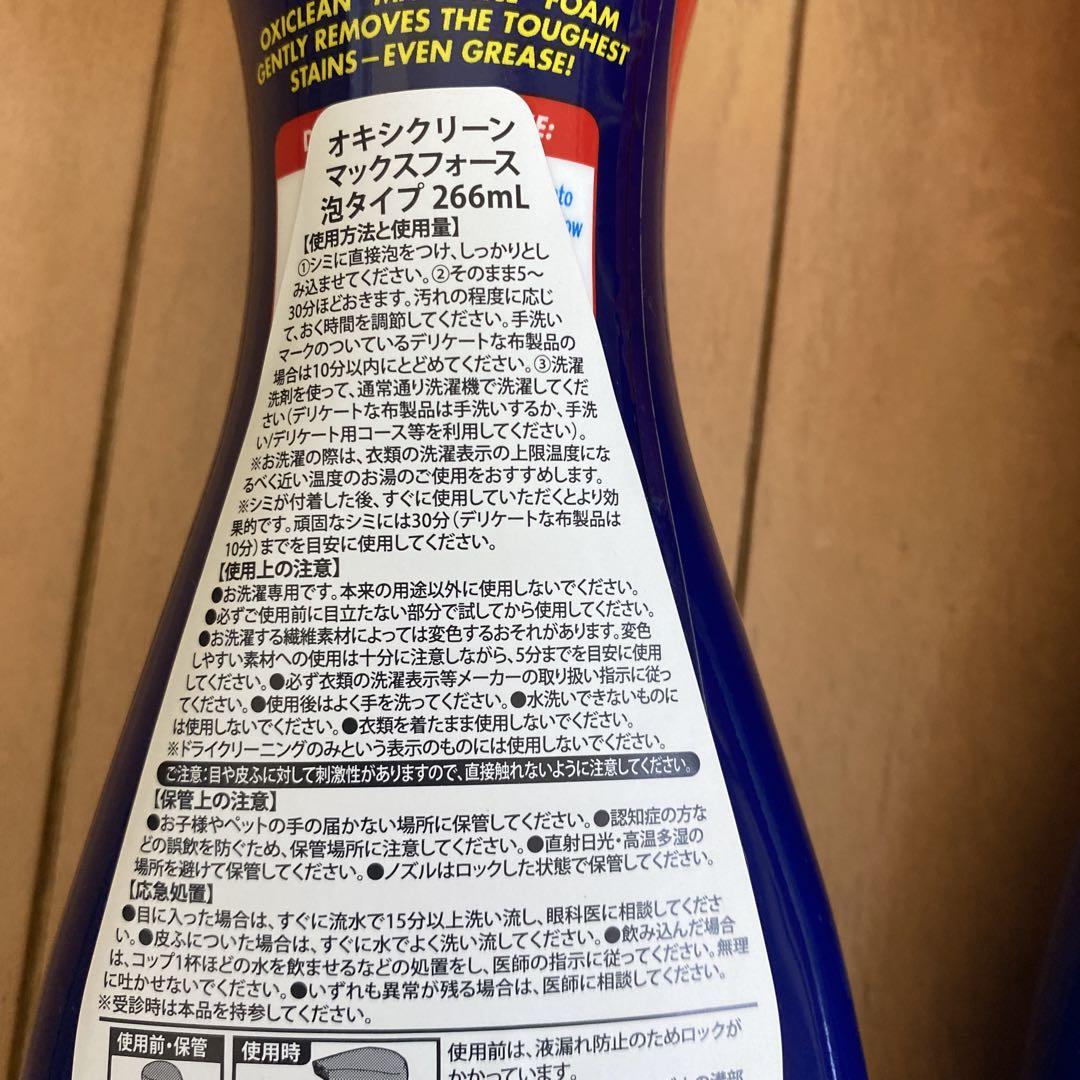 OXICLEAN FOAM
GENTLY REMOVES THE TOUGHEST
STAINS—EVEN GREASE!
E:
オキシクリーン
マックスフォース
泡タイプ 266mL
【使用方法と使用量】
①シミに直接泡をつけ、しっかりとし
み込ませてください。②そのまま5〜
30分ほどおきます。汚れの程度に応じ
て、おく時間を調節してください。手洗い
マークのついているデリケートな布製品の
場合は10分以内にとどめてください。③洗濯
洗剤を使って、通常通り洗濯機で洗濯してくだ
さい(デリケートな布製品は手洗いするか、手洗
い/デリケート用コース等を利用してください)。
※お洗濯の際は、衣類の洗濯表示の上限温度にな
るべく近い温度のお湯のご使用をおすすめします。
※シミが付着した後、すぐに使用していただくとより効
果的です。頑固なシミには30分(デリケートな布製品は
10分)までを目安に使用してください。
【使用上の注意】
●お洗濯専用です。本来の用途以外に使用しないでください。
●必ずご使用前に目立たない部分で試してから使用してください。
●お洗濯する繊維素材によっては変色するおそれがあります。変色
しやすい素材への使用は十分に注意しながら、5分までを目安に使用
してください。●必ず衣類の洗濯表示等メーカーの取り扱い指示に従っ
てください。●使用後はよく手を洗ってください。●水洗いできないものに
は使用しないでください。●衣類を着たまま使用しないでください。
※ドライクリーニングのみという表示のものには使用しないでください。
ご注意:目や皮ふに対して刺激性がありますので、直接触れないように注意してください。
【保管上の注意】
●お子様やペットの手の届かない場所に保管してください。●認知症の方な
どの誤飲を防ぐため、保管場所に注意してください。●直射日光・高温多湿の
場所を避けて保管してください。●ノズルはロックした状態で保管してください。
【応急処置】
●目に入った場合は、すぐに流水で15分以上洗い流し、眼科医に相談してくださ
い。●皮ふについた場合は、すぐに水でよく洗い流してください。●飲み込んだ場合
は、コップ1杯ほどの水を飲ませるなどの処置をし、医師の指示に従ってください。無理
に吐かせないでください。●いずれも異常が残る場合は、医師に相談してください。
※受診時は本品を持参してください。
使用前・保管
使用時
使用前は、液漏れ防止のためロックが
かかっています。